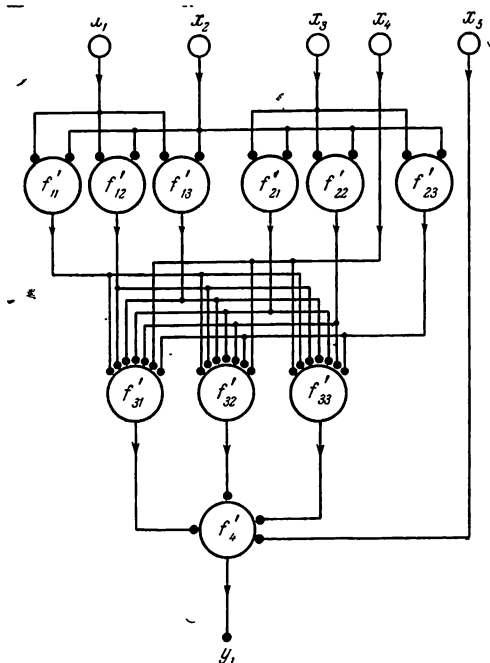 x₁ x₂ x₃ x₄ x₅
f'₁₁ f'₁₂ f'₁₃ f'₂₁ f'₂₂ f'₂₃
f'₃₁ f'₃₂ f'₃₃
f'₄
y₁